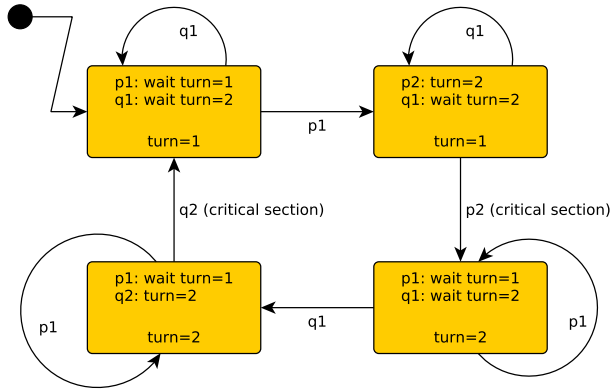 q1
p1: wait turn=1
q1: wait turn=2
turn=1
p1
q1
p2: turn=2
q1: wait turn=2
turn=1
q2 (critical section)
p2 (critical section)
p1
p1: wait turn=1
q2: turn=2
turn=2
q1
p1: wait turn=1
q1: wait turn=2
turn=2
p1